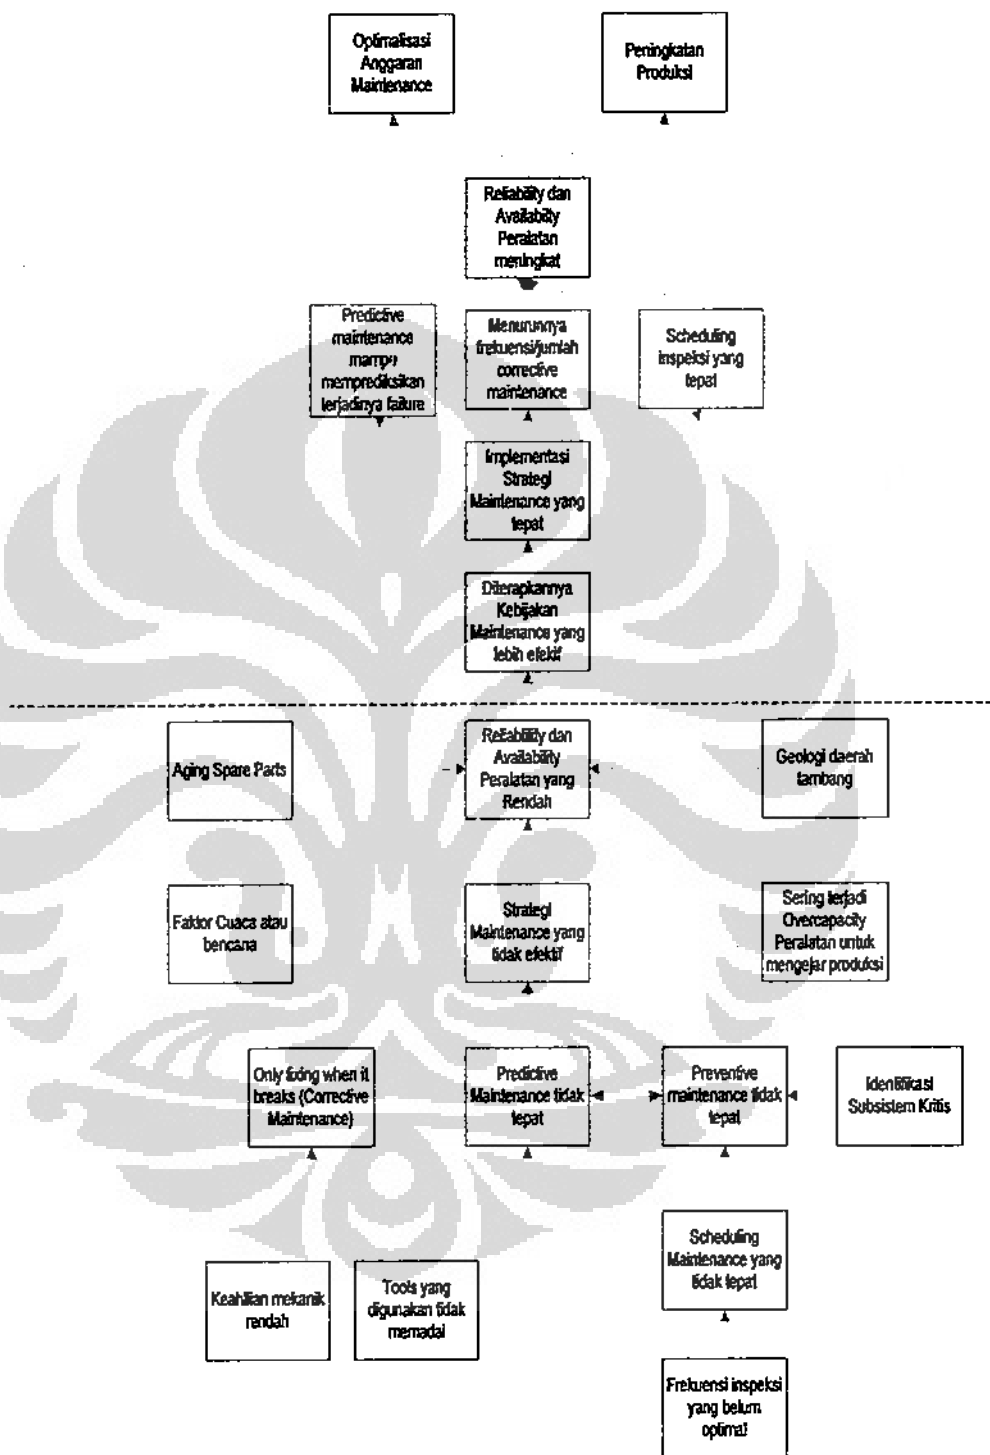 Optimalisasi
Anggaran
Maintenance
Peningkatan
Produksi
Reliability dan
Availabilty
Peralatan
meningkat
Predictive
maintenance
mampu
memprediksikan
terjadinya failure
Menurunnya
frekuensi/jumlah
corrective
maintenance
Scheduling
inspeksi yang
tepat
Implementasi
Strategi
Maintenance yang
tepat
Diterapkannya
Kebijakan
Maintenance yang
lebih efektif
Aging Spare Parts
Reliability dan
Availability
Peralatan yang
Rendah
Geologi daerah
tambang
Faktor Cuaca atau
bencana
Strategi
Maintenance yang
tidak efektif
Sering terjadi
Overcapacity
Peralatan untuk
mengejar produksi
Only fixing when it
breaks (Corrective
Maintenance)
Predictive
Maintenance tidak
tepat
Preventive
maintenance tidak
tepat
Identifikasi
Subsistem Kritis
Scheduling
Maintenance yang
tidak tepat
Keahlian mekanik
rendah
Tools yang
digunakan tidak
memadai
Frekuensi inspeksi
yang belum
optimal